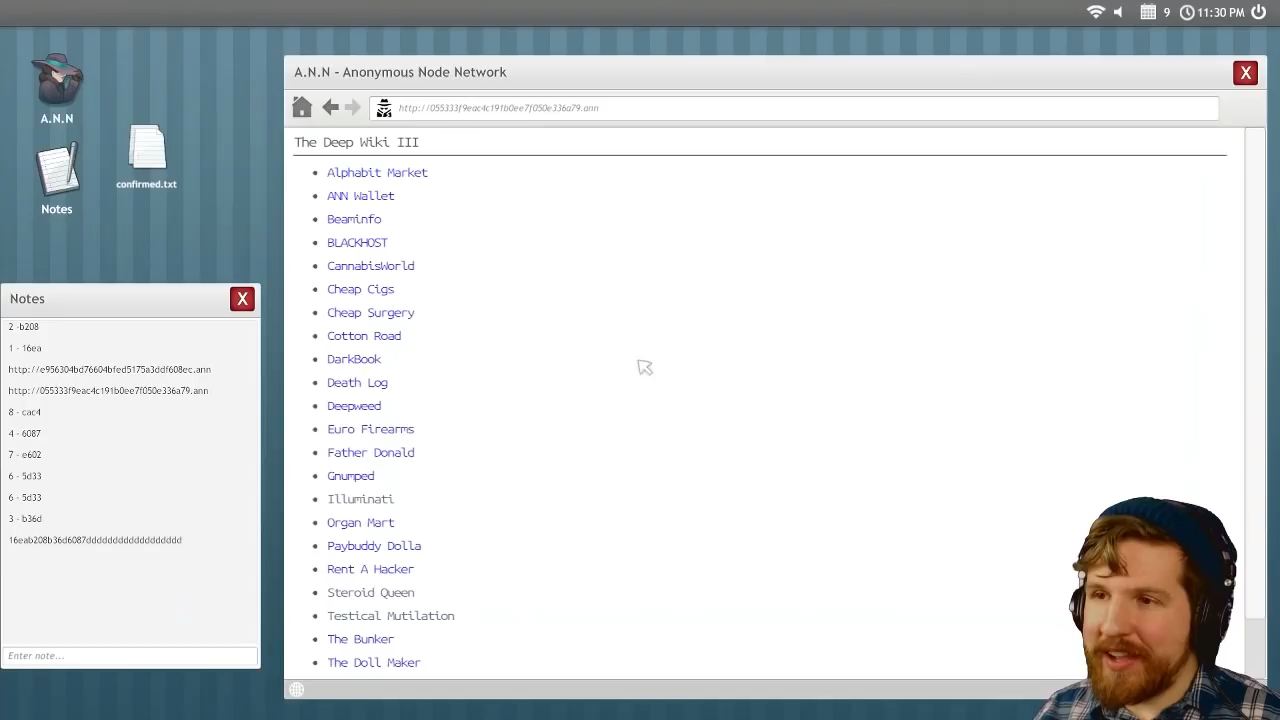 9 11:30 PM
A.N.N
confirmed.txt
Notes
A.N.N - Anonymous Node Network
X
http://055333f9eac4c191b0ee7f050e336a79.ann
The Deep Wiki III
Alphabit Market
ANN Wallet
Beaminfo
BLACKHOST
CannabisWorld
Cheap Cigs
Cheap Surgery
Cotton Road
DarkBook
Death Log
Deepweed
Euro Firearms
Father Donald
Gnumped
Illuminati
Organ Mart
Paybuddy Dolla
Rent A Hacker
Steroid Queen
Testical Mutilation
The Bunker
The Doll Maker
Notes
X
2 -b208
1 - 16ea
http://e956304bd76604bfed5175a3ddf608ec.ann
http://055333f9eac4c191b0ee7f050e336a79.ann
8 - cac4
4 - 6087
7 - e602
6 - 5d33
6 - 5d33
3 - b36d
16eab208b36d6087dddddddddddddddddd
Enter note...